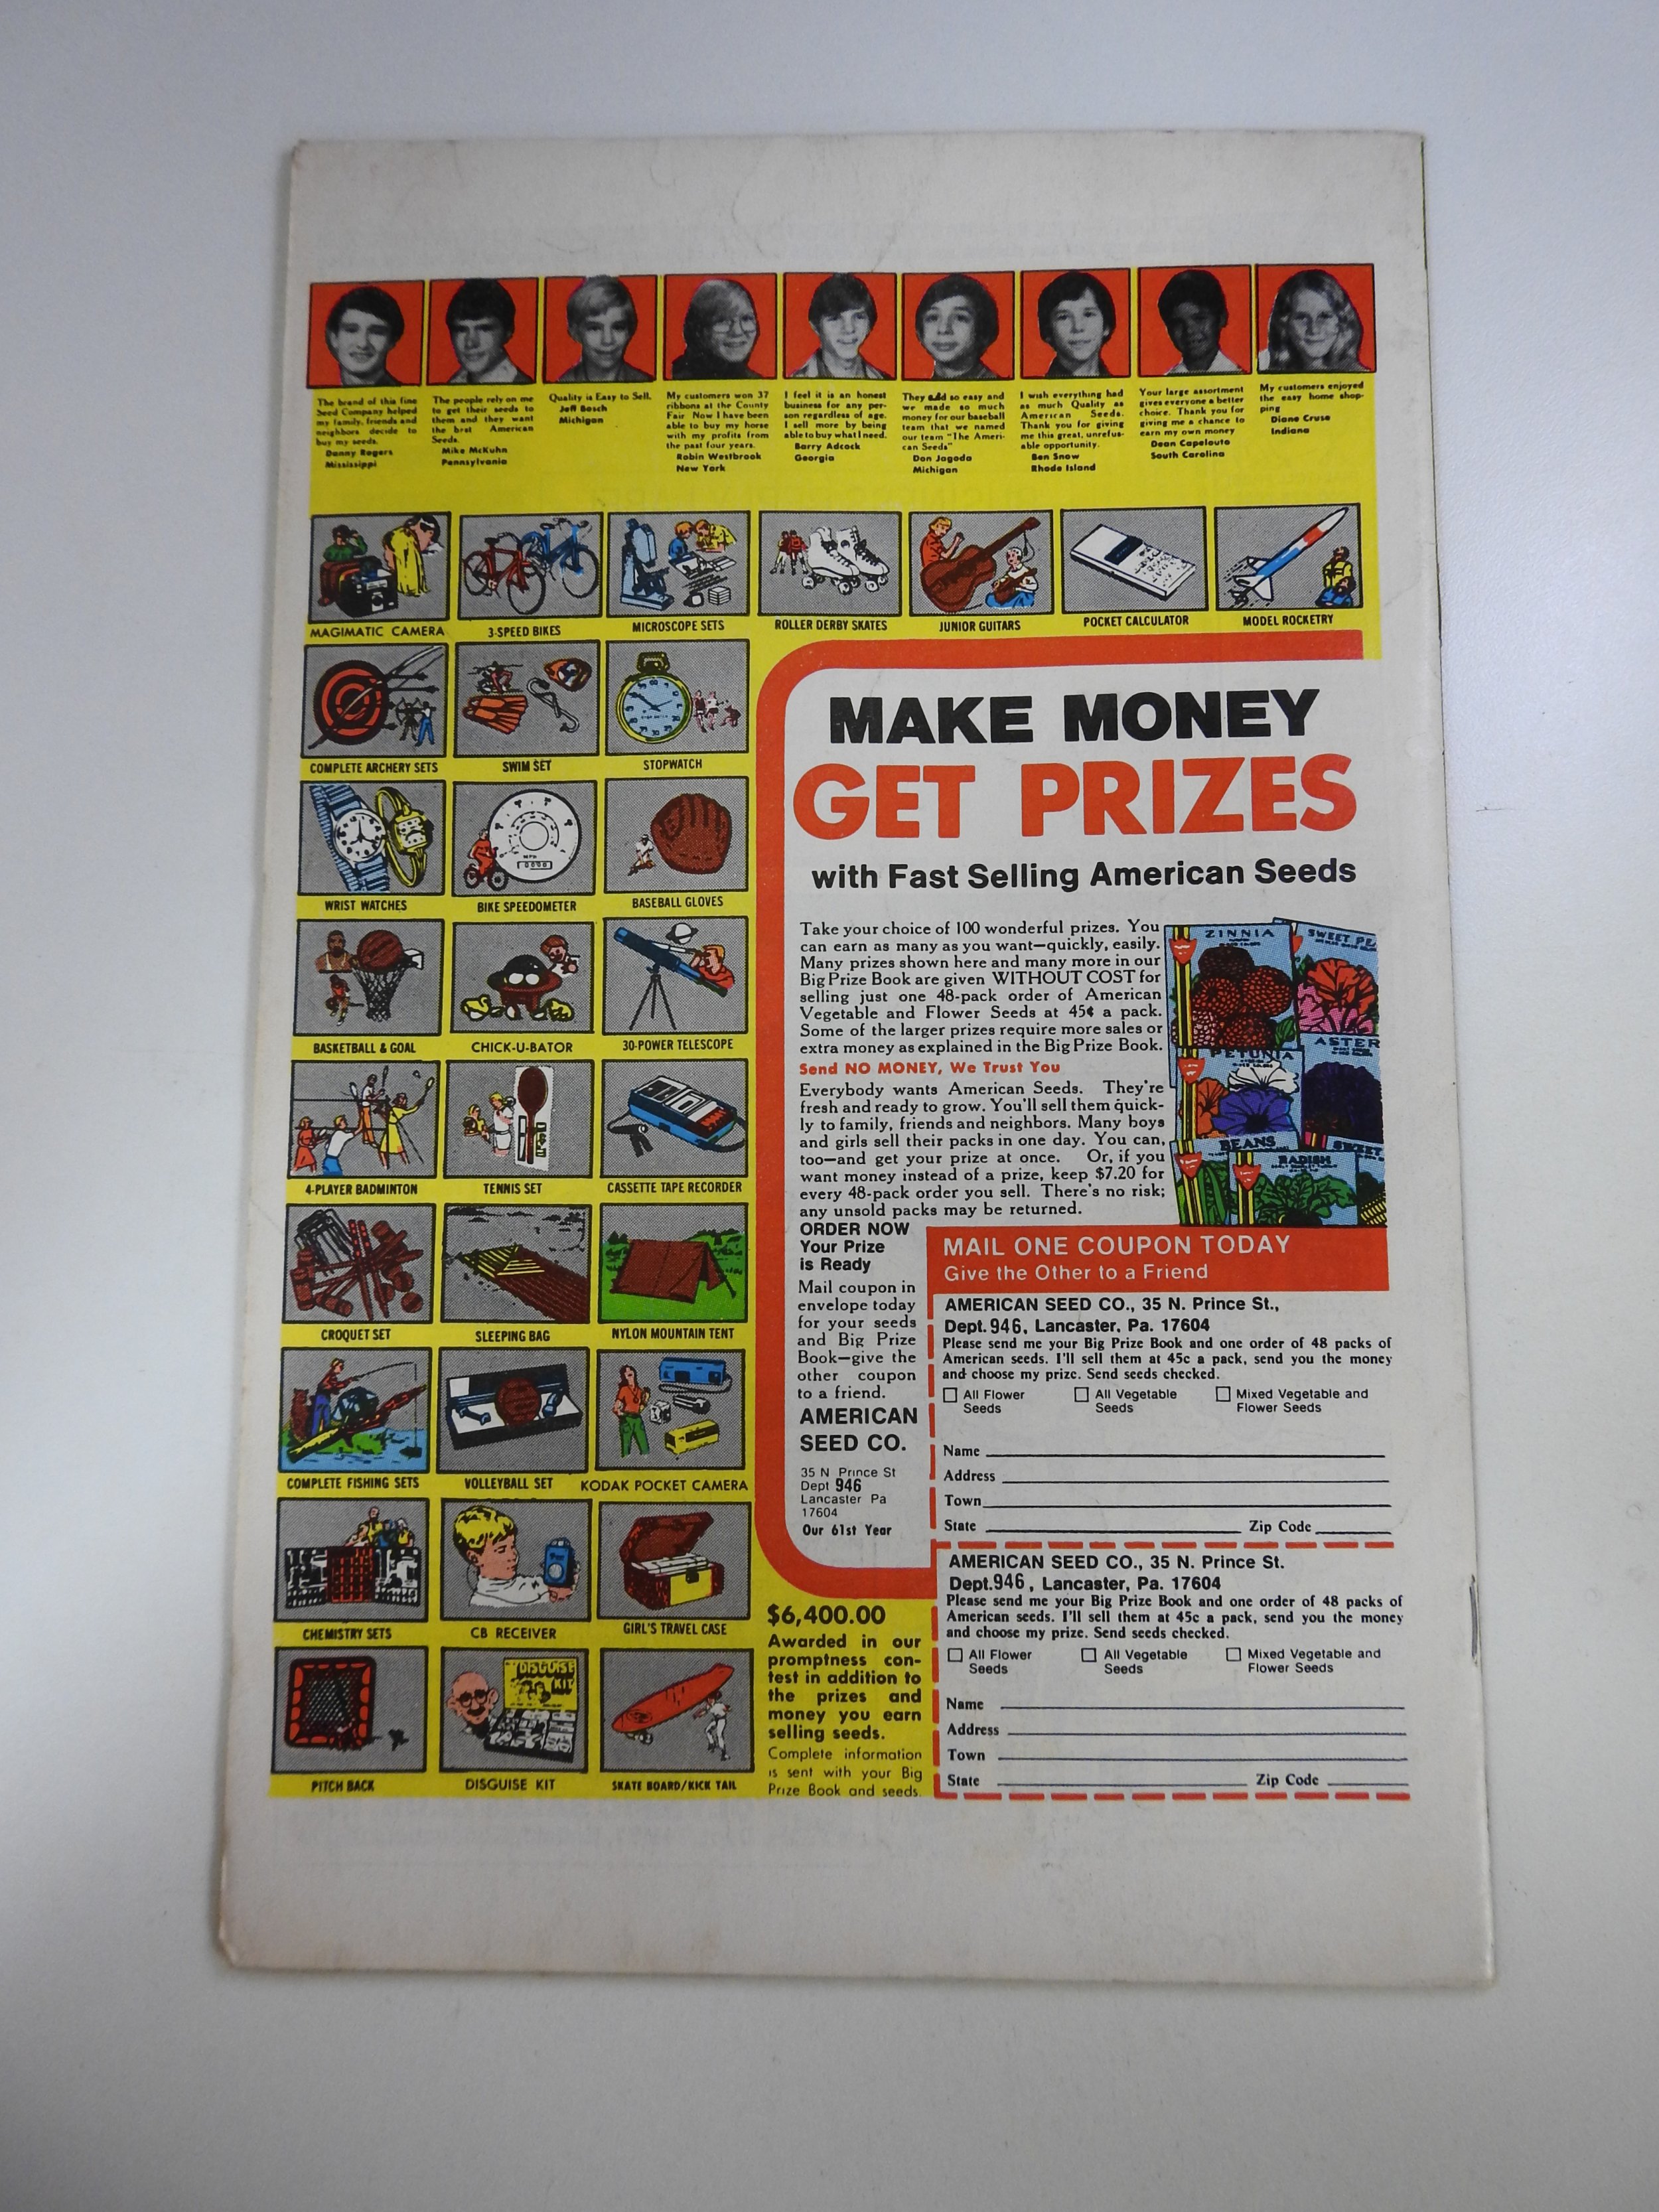 The brand of this fine
Seed Company helped
my family, friends and
neighbors decide to
buy my seeds.
Danny Rogers
Mississippi
The people rely on me
to get their seeds to
them and they want
the best American
Seeds.
Mike McKuhn
Pennsylvania
Quality is Easy to Sell.
Jeff Bosch
Michigan
My customers won 37
ribbons at the County
Fair Now I have been
able to buy my horse
with my profits from
the past four years.
Robin Westbrook
New York
I feel it is an honest
business for any per-
son regardless of age.
I sell more by being
able to buy what I need.
Barry Adcock
Georgia
They are so easy and
we made so much
money for our baseball
team that we named
our team "The Ameri-
can Seeds"
Don Jagoda
Michigan
I wish everything had
as much Quality as
American Seeds.
Thank you for giving
me this great, unrefus-
able opportunity.
Ben Snow
Rhode Island
Your large assortment
gives everyone a better
choice. Thank you for
giving me a chance to
earn my own money
Dean Capelouto
South Carolina
My customers enjoyed
the easy home shop-
ping
Diane Cruse
Indiana
MAGIMATIC CAMERA
3-SPEED BIKES
MICROSCOPE SETS
ROLLER DERBY SKATES
JUNIOR GUITARS
POCKET CALCULATOR
MODEL ROCKETRY
COMPLETE ARCHERY SETS
SWIM SET
STOPWATCH
WRIST WATCHES
MPH
BIKE SPEEDOMETER
BASEBALL GLOVES
BASKETBALL & GOAL
CHICK-U-BATOR
30-POWER TELESCOPE
4-PLAYER BADMINTON
TENNIS SET
CASSETTE TAPE RECORDER
CROQUET SET
SLEEPING BAG
NYLON MOUNTAIN TENT
COMPLETE FISHING SETS
VOLLEYBALL SET
KODAK POCKET CAMERA
CHEMISTRY SETS
CB RECEIVER
GIRL'S TRAVEL CASE
PITCH BACK
DISGUISE
KIT
DISGUISE KIT
SKATE BOARD/KICK TAIL
MAKE MONEY
GET PRIZES
with Fast Selling American Seeds
Take your choice of 100 wonderful prizes. You
can earn as many as you want—quickly, easily.
Many prizes shown here and many more in our
Big Prize Book are given WITHOUT COST for
selling just one 48-pack order of American
Vegetable and Flower Seeds at 45¢ a pack.
Some of the larger prizes require more sales or
extra money as explained in the Big Prize Book.
Send NO MONEY, We Trust You
Everybody wants American Seeds. They're
fresh and ready to grow. You'll sell them quick-
ly to family, friends and neighbors. Many boys
and girls sell their packs in one day. You can,
too—and get your prize at once. Or, if you
want money instead of a prize, keep $7.20 for
every 48-pack order you sell. There's no risk;
any unsold packs may be returned.
ZINNIA
SWEET PE
PETUNIA
ASTER
BEANS
RADISH
SWEET
ORDER NOW
Your Prize
is Ready
Mail coupon in
envelope today
for your seeds
and Big Prize
Book—give the
other coupon
to a friend.
AMERICAN
SEED CO.
35 N Prince St
Dept 946
Lancaster Pa
17604
Our 61st Year
$6,400.00
Awarded in our
promptness con-
test in addition to
the prizes and
money you earn
selling seeds.
Complete information
is sent with your Big
Prize Book and seeds.
MAIL ONE COUPON TODAY
Give the Other to a Friend
AMERICAN SEED CO., 35 N. Prince St.,
Dept. 946, Lancaster, Pa. 17604
Please send me your Big Prize Book and one order of 48 packs of
American seeds. I'll sell them at 45c a pack, send you the money
and choose my prize. Send seeds checked.
All Flower
Seeds
All Vegetable
Seeds
Mixed Vegetable and
Flower Seeds
Name
Address
Town
State Zip Code
AMERICAN SEED CO., 35 N. Prince St.
Dept. 946, Lancaster, Pa. 17604
Please send me your Big Prize Book and one order of 48 packs of
American seeds. I'll sell them at 45c a pack, send you the money
and choose my prize. Send seeds checked.
All Flower
Seeds
All Vegetable
Seeds
Mixed Vegetable and
Flower Seeds
Name
Address
Town
State Zip Code